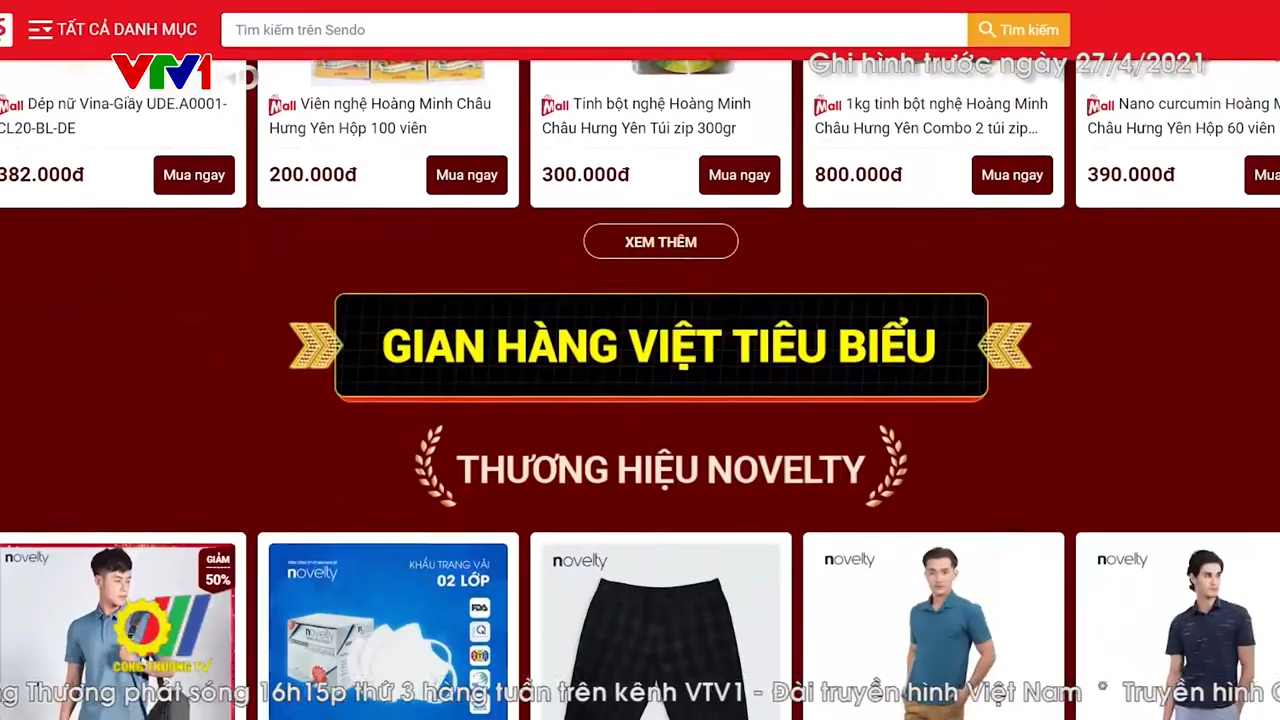 TẤT CẢ DANH MỤC
Tìm kiếm trên Sendo
Tìm kiếm
VTV1
Ghi hình trước ngày 27/4/2021
Mall Dép nữ Vina-Giầy UDE.A0001-
CL20-BL-DE
382.000đ
Mua ngay
Mall Viên nghệ Hoàng Minh Châu
Hưng Yên Hộp 100 viên
200.000đ
Mua ngay
Mall Tinh bột nghệ Hoàng Minh
Châu Hưng Yên Túi zip 300gr
300.000đ
Mua ngay
Mall 1kg tinh bột nghệ Hoàng Minh
Châu Hưng Yên Combo 2 túi zip...
800.000đ
Mua ngay
Mall Nano curcumin Hoàng M
Châu Hưng Yên Hộp 60 viên
390.000đ
Mua
XEM THÊM
GIAN HÀNG VIỆT TIÊU BIỂU
THƯƠNG HIỆU NOVELTY
novelty
GIẢM
50%
novelty
KHẨU TRANG VẢI
02 LỚP
FDA
novelty
novelty
novelty
novelty
CÔNG THƯƠNG TV
ng Thương phát sóng 16h15p thứ 3 hàng tuần trên kênh VTV1 - Đài truyền hình Việt Nam * Truyền hình C